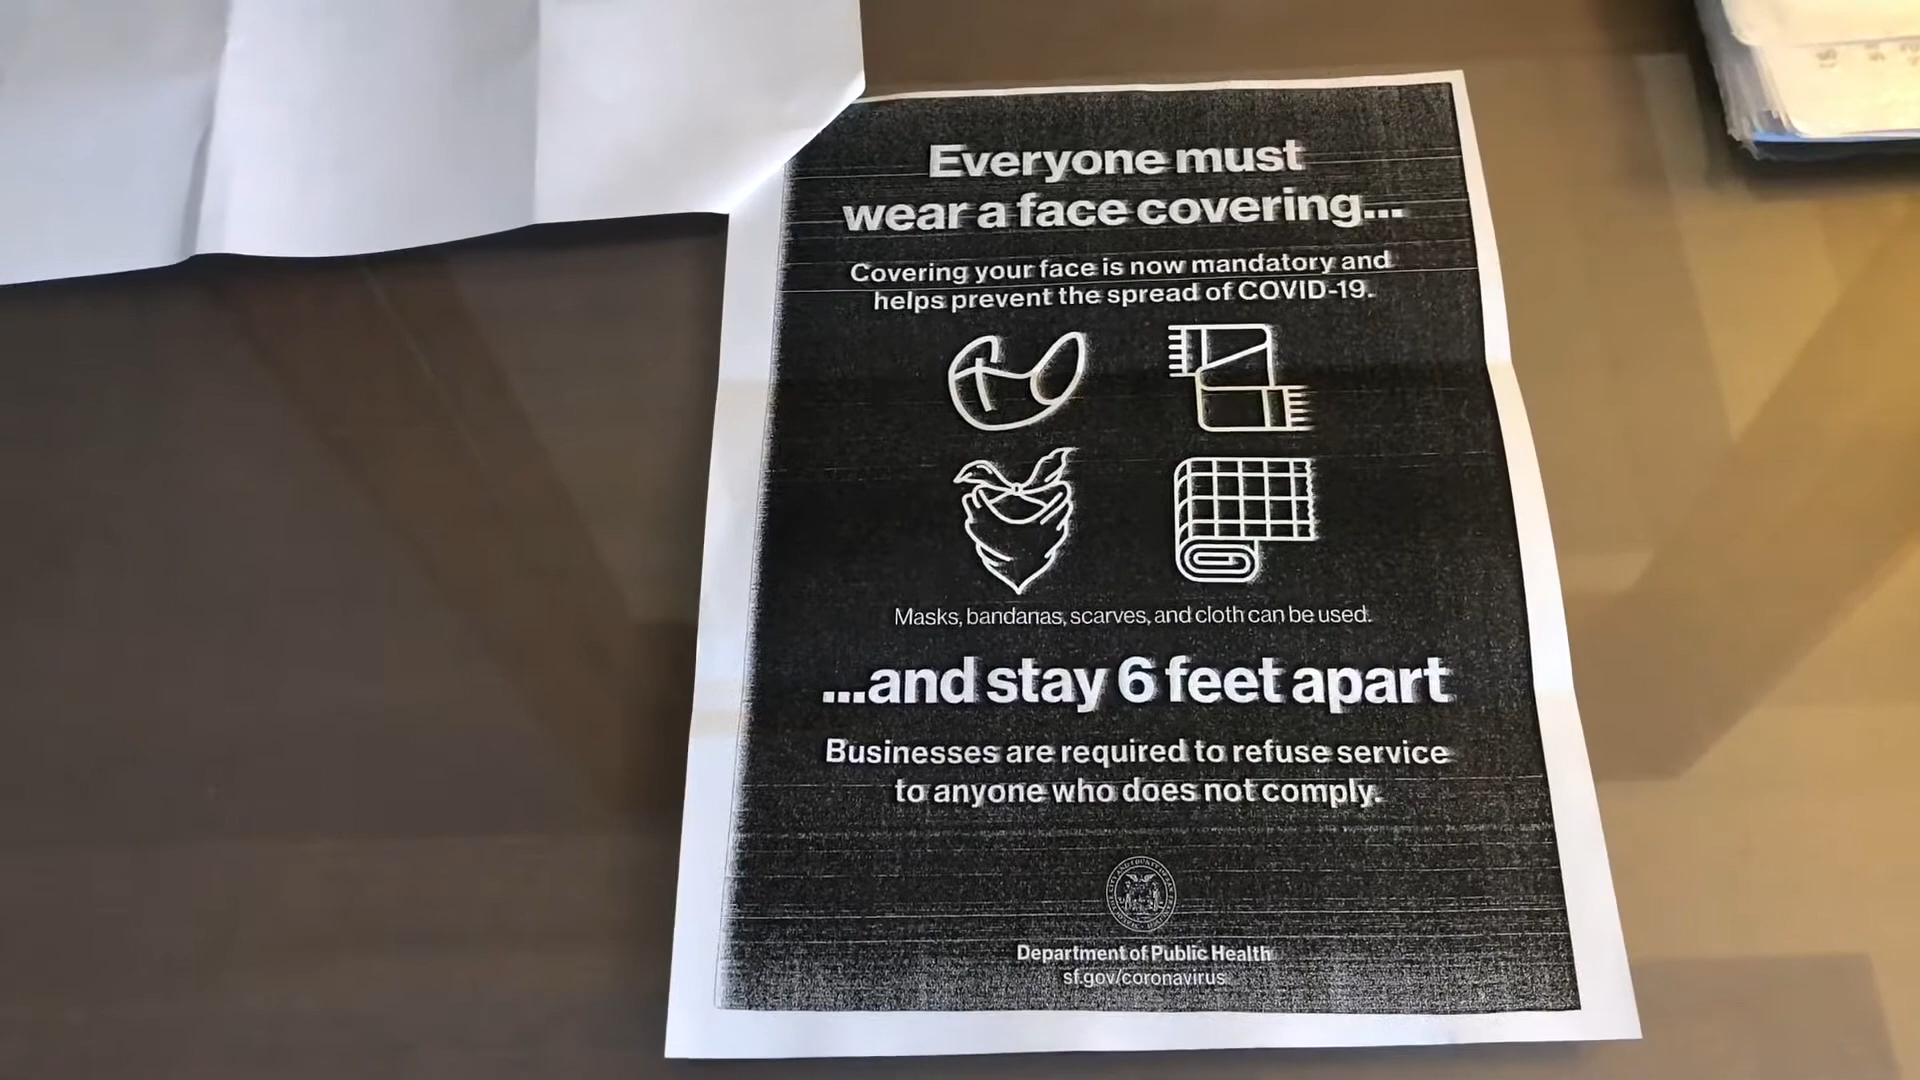 Everyone must
wear a face covering...
Covering your face is now mandatory and
helps prevent the spread of COVID-19.
Masks, bandanas, scarves, and cloth can be used.
...and stay 6 feet apart
Businesses are required to refuse service
to anyone who does not comply.
Department of Public Health
sf.gov/coronavirus